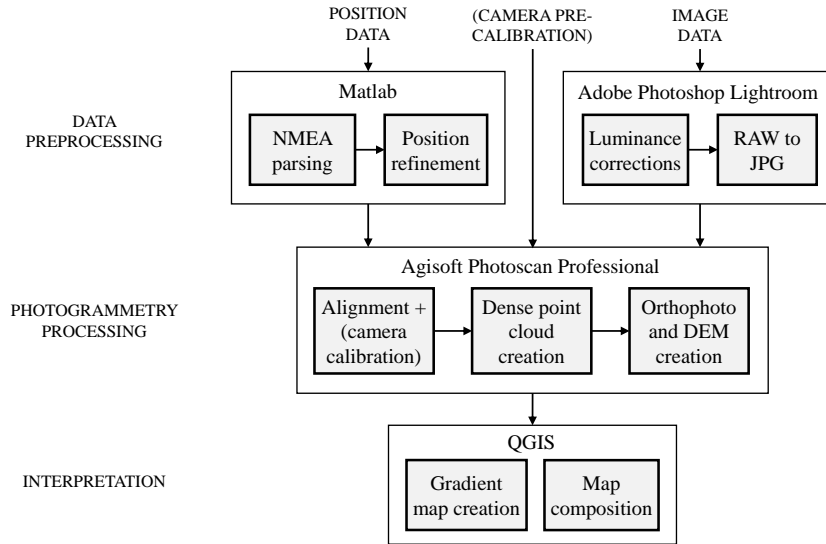 POSITION
DATA
(CAMERA PRE-
CALIBRATION)
IMAGE
DATA
DATA
PREPROCESSING
Matlab
NMEA
parsing
Position
refinement
Adobe Photoshop Lightroom
Luminance
corrections
RAW to
JPG
PHOTOGRAMMETRY
PROCESSING
Agisoft Photoscan Professional
Alignment +
(camera
calibration)
Dense point
cloud
creation
Orthophoto
and DEM
creation
INTERPRETATION
QGIS
Gradient
map creation
Map
composition